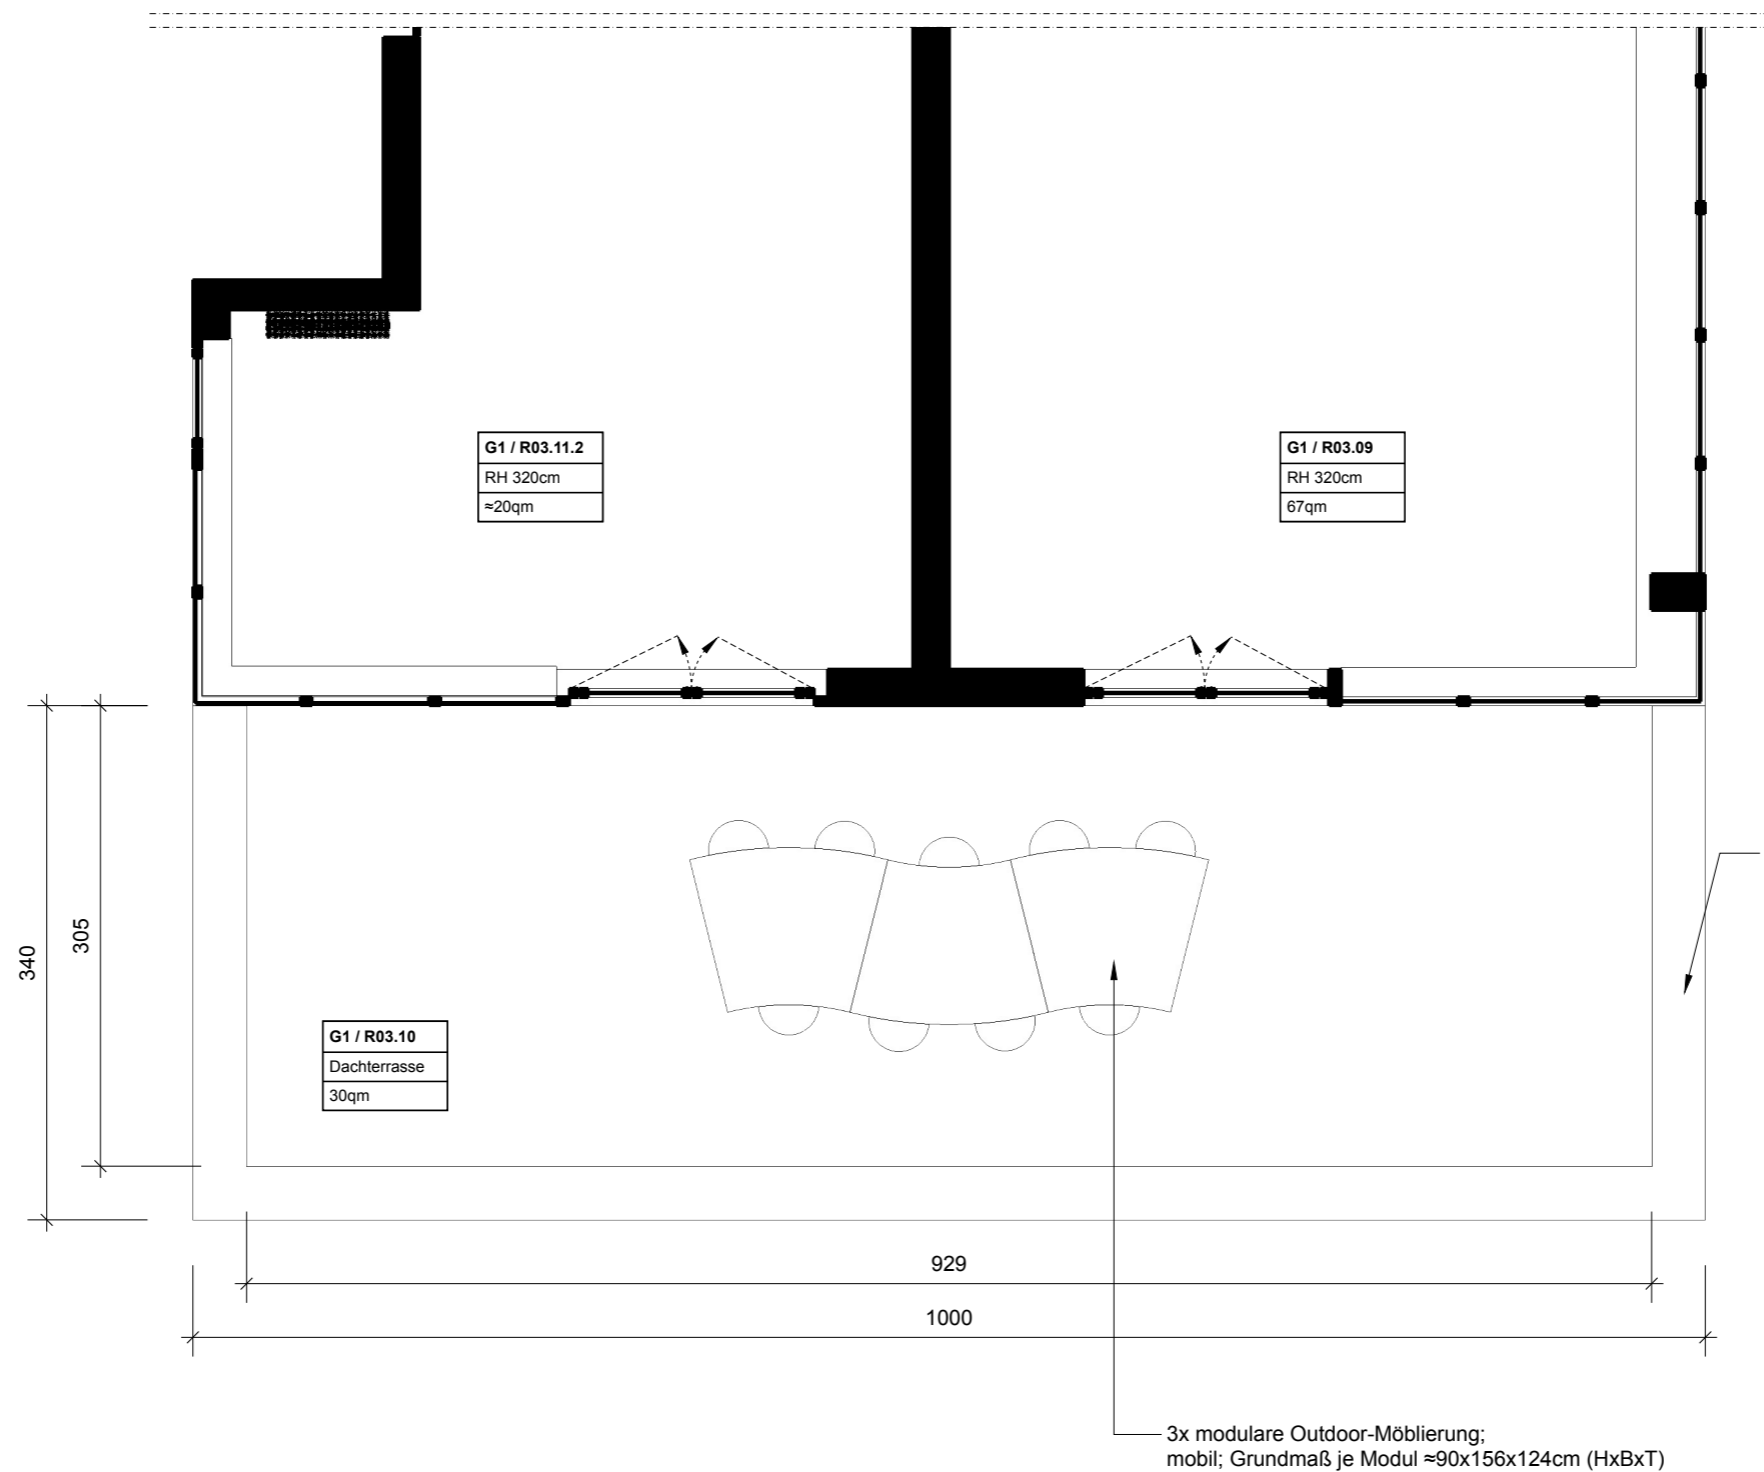 G1 / R03.11.2
RH 320cm
≈20qm
G1 / R03.09
RH 320cm
67qm
340
305
G1 / R03.10
Dachterrasse
30qm
929
1000
3x modulare Outdoor-Möblierung;
mobil; Grundmaß je Modul ≈90x156x124cm (HxBxT)